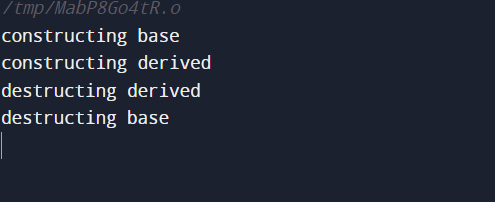 /tmp/MabP8Go4tR.o
constructing base
constructing derived
destructing derived
destructing base